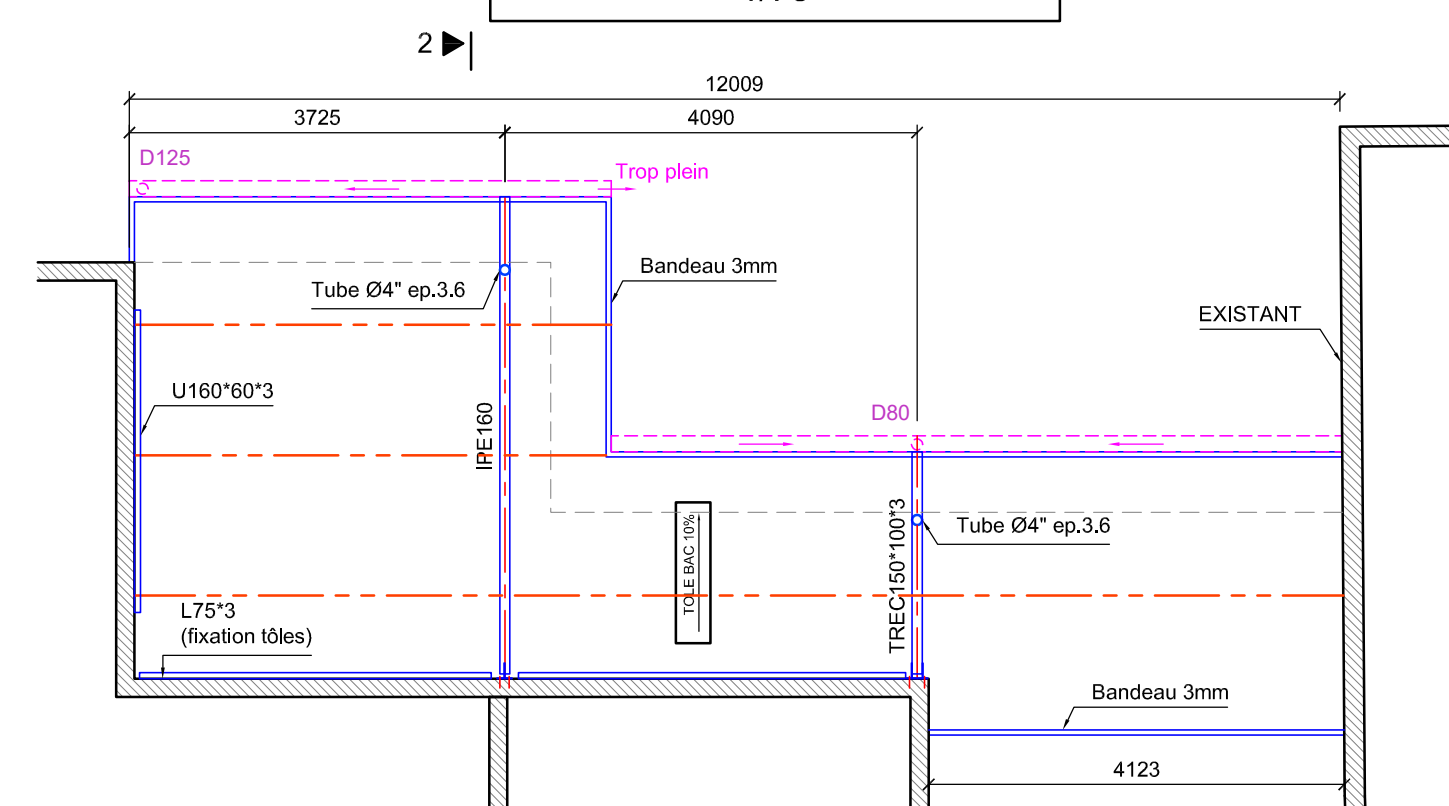 2
12009
3725
4090
D125
Trop plein
Bandeau 3mm
Tube Ø4" ep.3.6
EXISTANT
U160*60*3
D80
IPE160
TOLE BAC 10%
TREC150*100*3
Tube Ø4" ep.3.6
L75*3
(fixation tôles)
Bandeau 3mm
4123